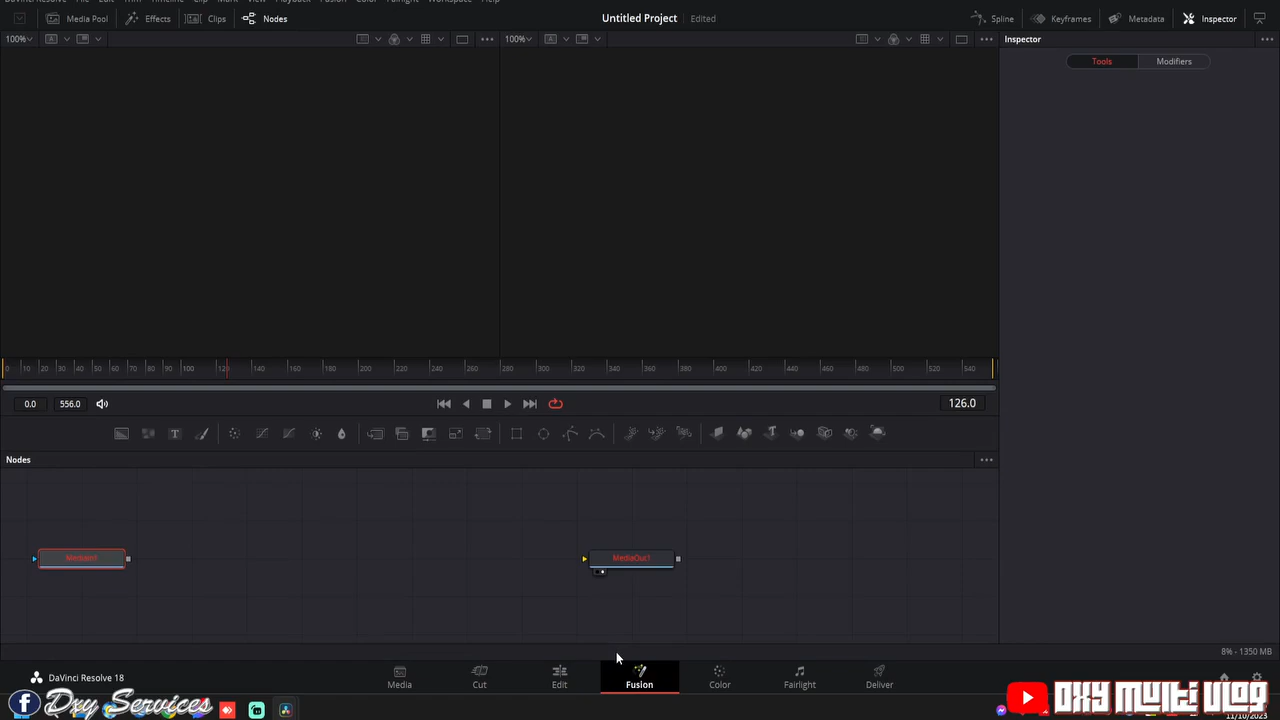 DaVinci Resolve File Edit Trim Timeline Clip Mark View Playback Fusion Color Fairlight Workspace Help
Media Pool Effects Clips Nodes Untitled Project Edited Spline Keyframes Metadata Inspector
100% 100% Inspector
Tools Modifiers
0 10 20 30 40 50 60 70 80 90 100 120 140 160 180 200 220 240 260 280 300 320 340 360 380 400 420 440 460 480 500 520 540
0.0 556.0 126.0
Nodes
MediaIn1 MediaOut1
8% - 1350 MB
DaVinci Resolve 18 Media Cut Edit Fusion Color Fairlight Deliver
Dxy Services DXY MULTI VLOG
11/10/2023